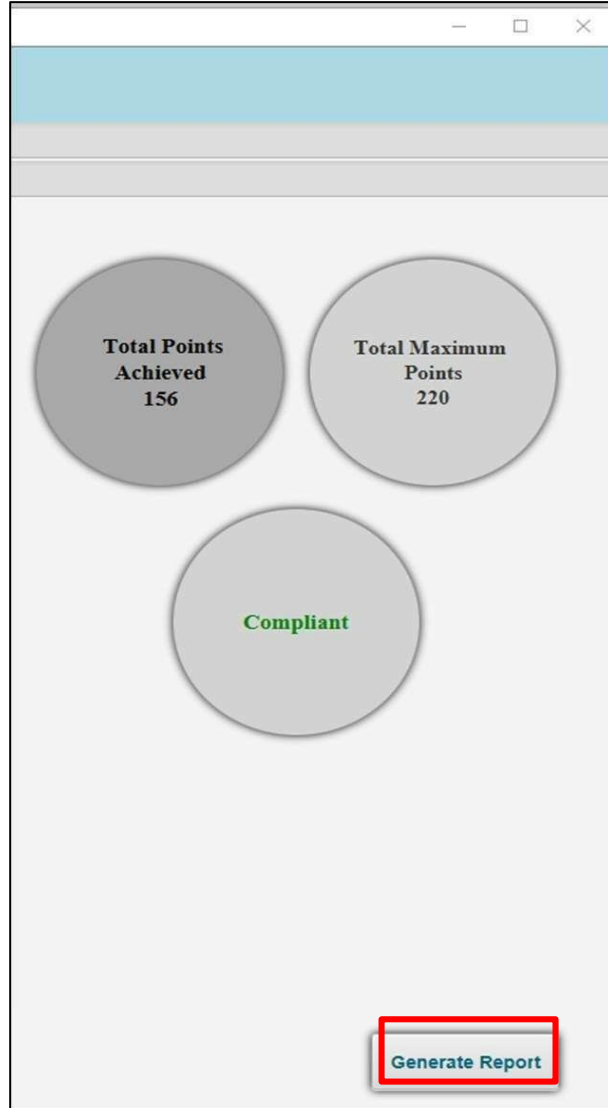 Total Points
Achieved
156
Total Maximum
Points
220
Compliant
Generate Report